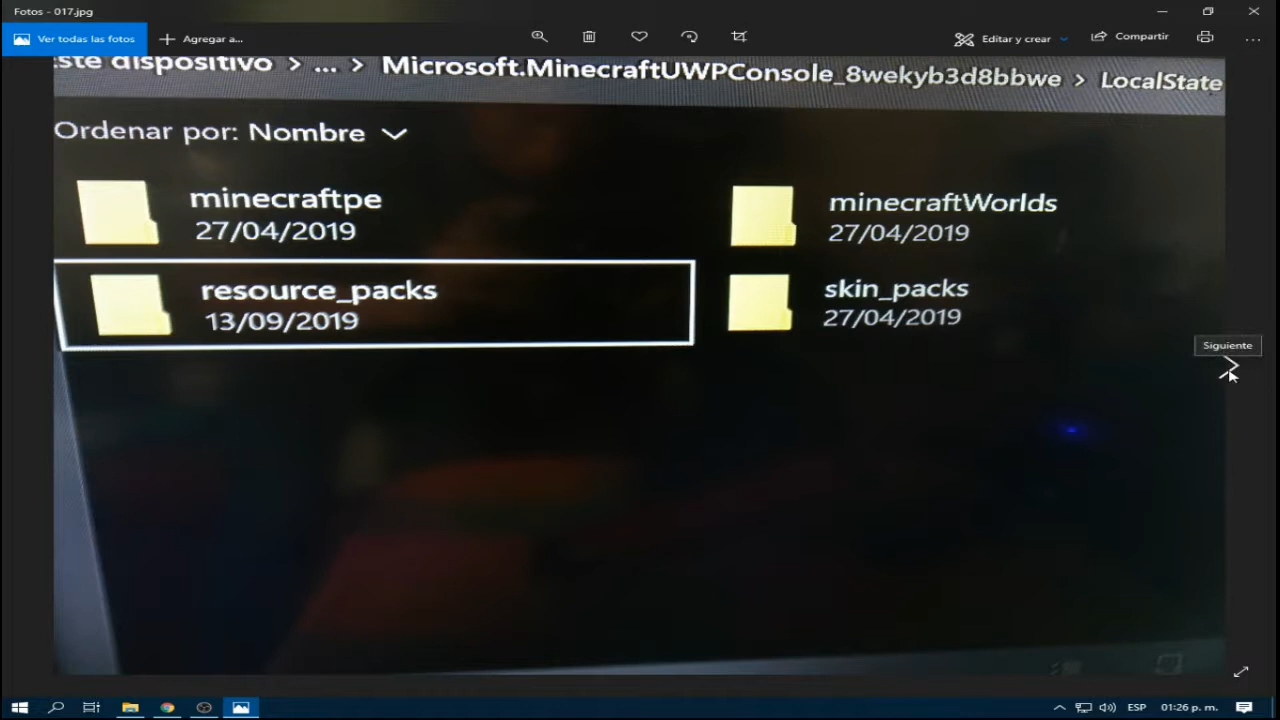 Fotos - 017.jpg
Ver todas las fotos
Agregar a...
Editar y crear
Compartir
ste dispositivo > ... > Microsoft.MinecraftUWPConsole_8wekyb3d8bbwe > LocalState
Ordenar por: Nombre
minecraftpe
27/04/2019
minecraftWorlds
27/04/2019
resource_packs
13/09/2019
skin_packs
27/04/2019
Siguiente
ESP
01:26 p. m.